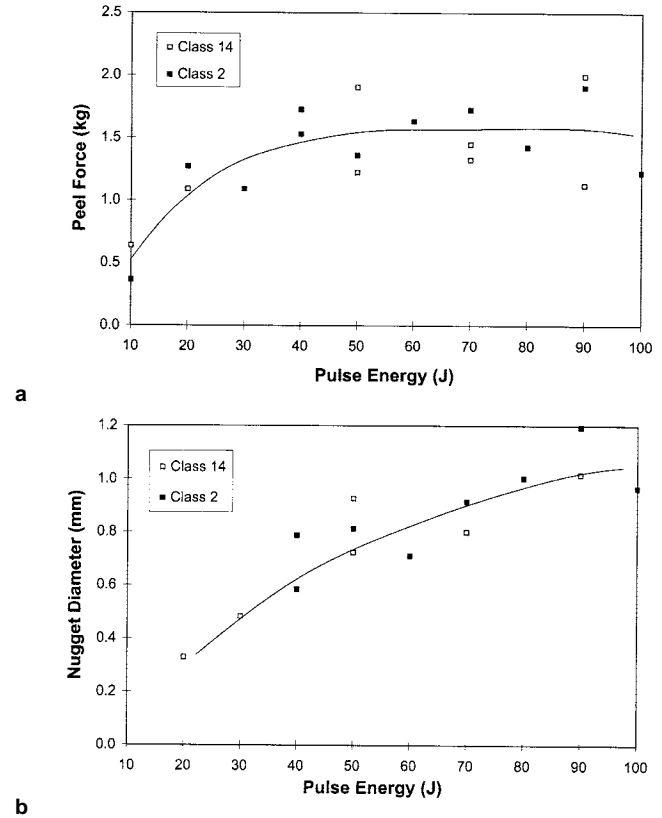 2.5
2.0
1.5
1.0
0.5
0.0
Peel Force (kg)
Class 14
Class 2
10 20 30 40 50 60 70 80 90 100
Pulse Energy (J)
a
1.2
1.0
0.8
0.6
0.4
0.2
0.0
Nugget Diameter (mm)
Class 14
Class 2
10 20 30 40 50 60 70 80 90 100
Pulse Energy (J)
b